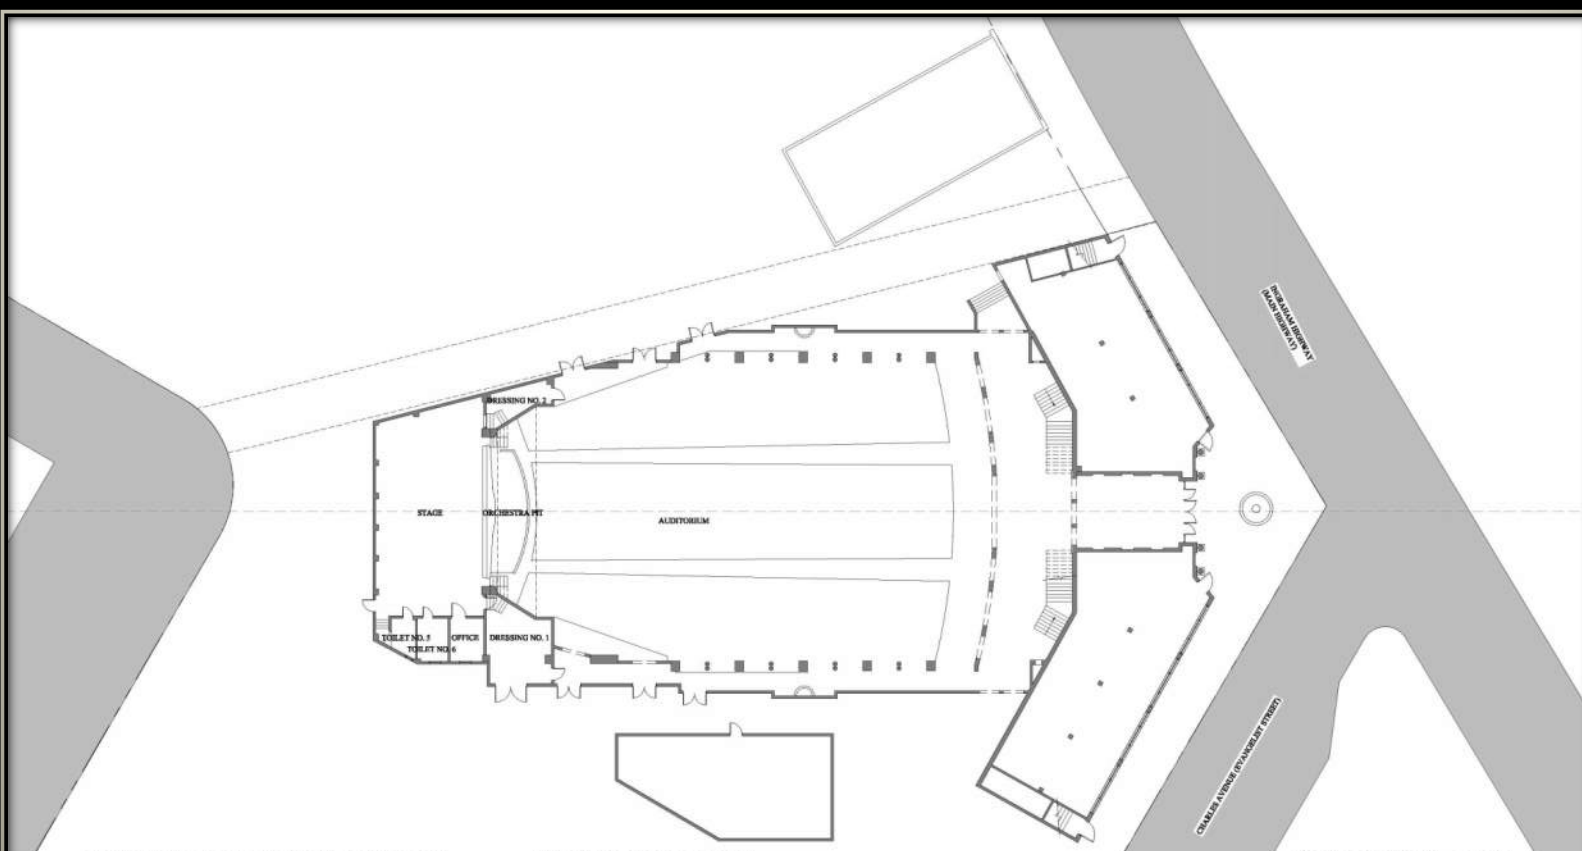 INGRAHAM HIGHWAY
(MAIN HIGHWAY)
DRESSING NO. 2
STAGE
ORCHESTRA PIT
AUDITORIUM
TOILET NO. 5
TOILET NO. 6
OFFICE
DRESSING NO. 1
CHARLES AVENUE (EVANGELIST STREET)